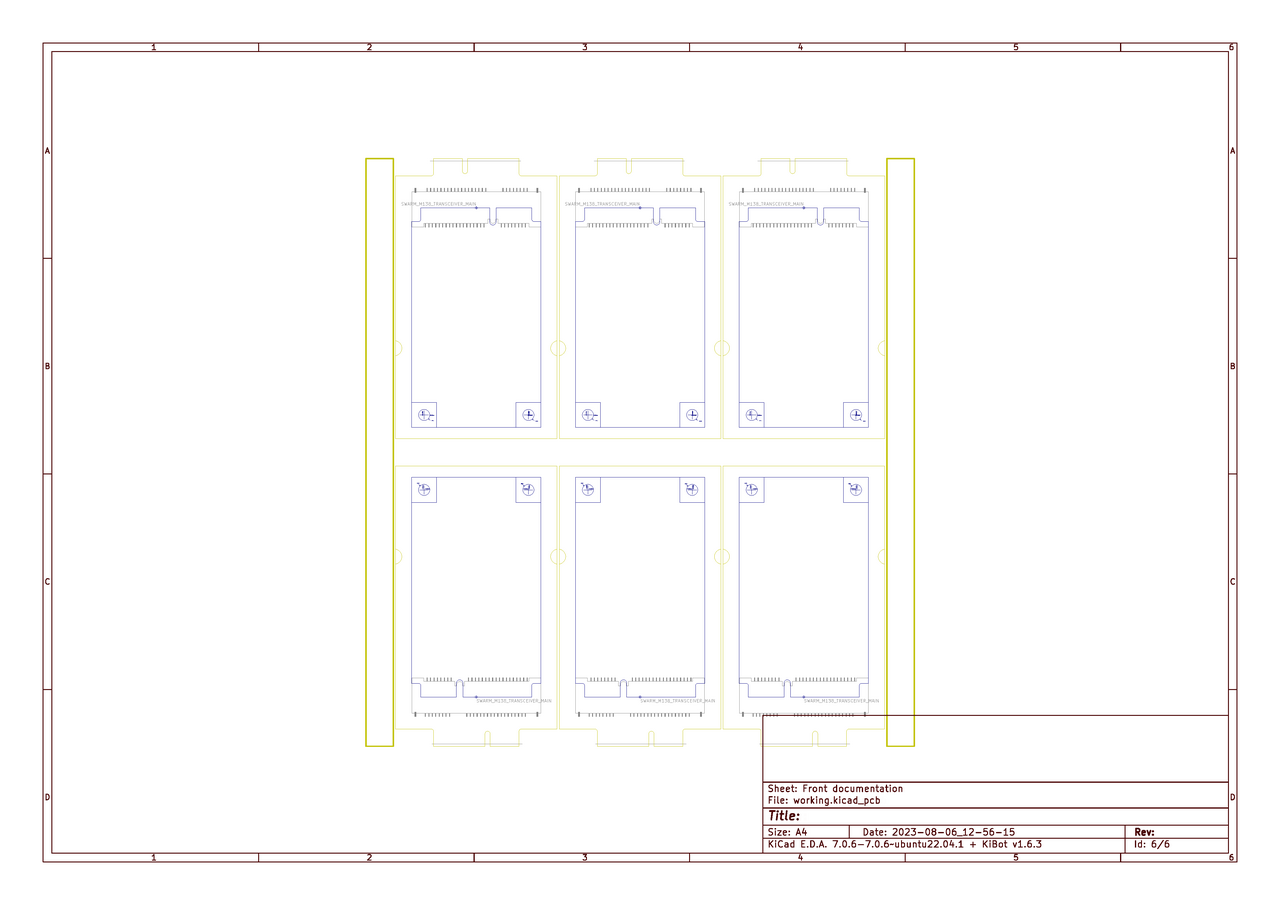 1 2 3 4 5 6
A A
SWARM_M138_TRANSCEIVER_MAIN SWARM_M138_TRANSCEIVER_MAIN SWARM_M138_TRANSCEIVER_MAIN
B B
C C
SWARM_M138_TRANSCEIVER_MAIN SWARM_M138_TRANSCEIVER_MAIN SWARM_M138_TRANSCEIVER_MAIN
Sheet: Front documentation
D D
File: working.kicad_pcb
Title:
Size: A4 Date: 2023-08-06_12-56-15 Rev:
KiCad E.D.A. 7.0.6-7.0.6~ubuntu22.04.1 + KiBot v1.6.3 Id: 6/6
1 2 3 4 5 6